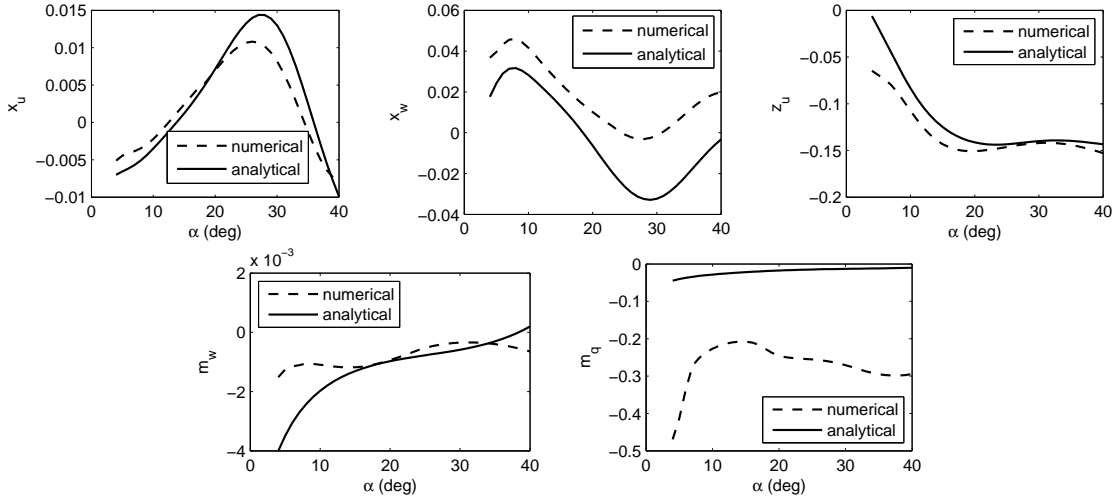 0.015
0.01
0.005
0
−0.005
−0.01
x_u
0 10 20 30 40
α (deg)
numerical
analytical
0.06
0.04
0.02
0
−0.02
−0.04
x_w
0 10 20 30 40
α (deg)
numerical
analytical
0
−0.05
−0.1
−0.15
−0.2
z_u
0 10 20 30 40
α (deg)
numerical
analytical
x 10^−3
2
0
−2
−4
m_w
0 10 20 30 40
α (deg)
numerical
analytical
0
−0.1
−0.2
−0.3
−0.4
−0.5
m_q
0 10 20 30 40
α (deg)
numerical
analytical